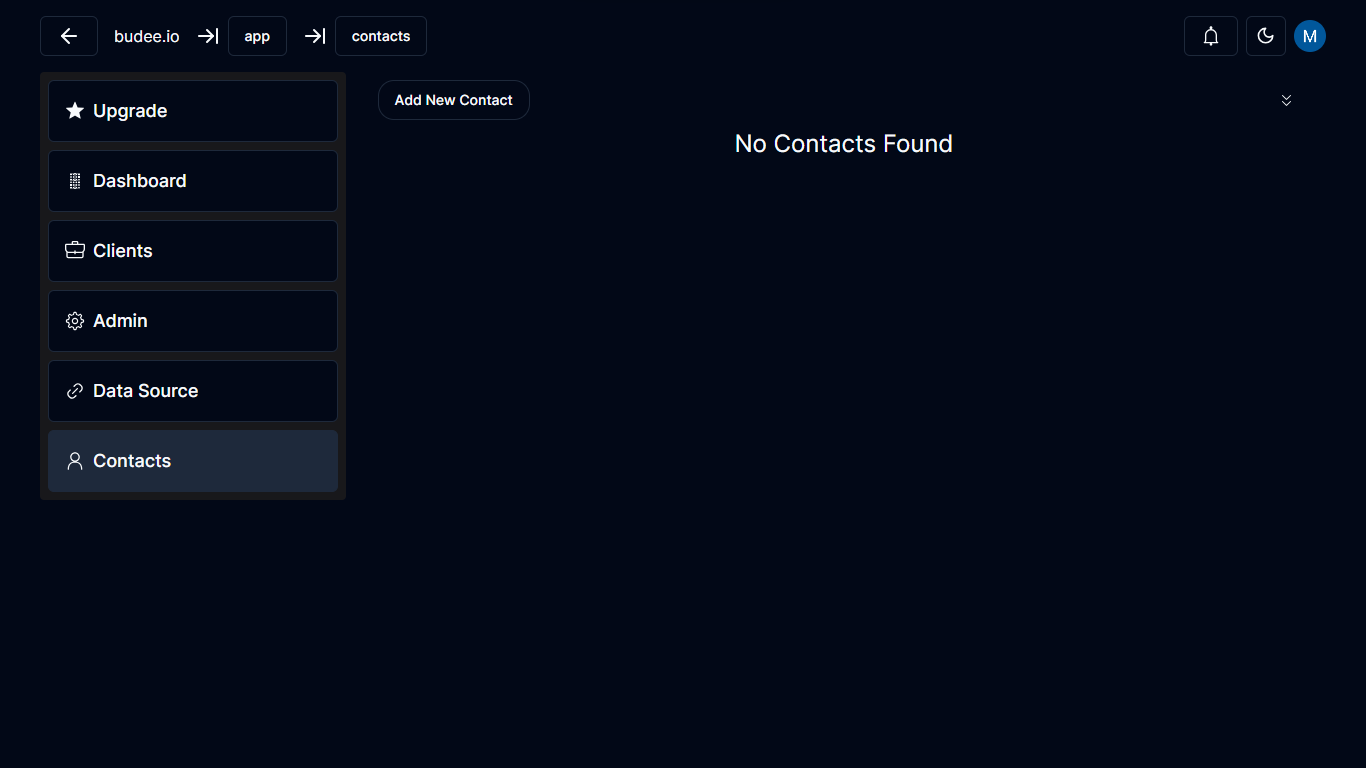 budee.io app contacts M
Upgrade
Dashboard
Clients
Admin
Data Source
Contacts
Add New Contact
No Contacts Found